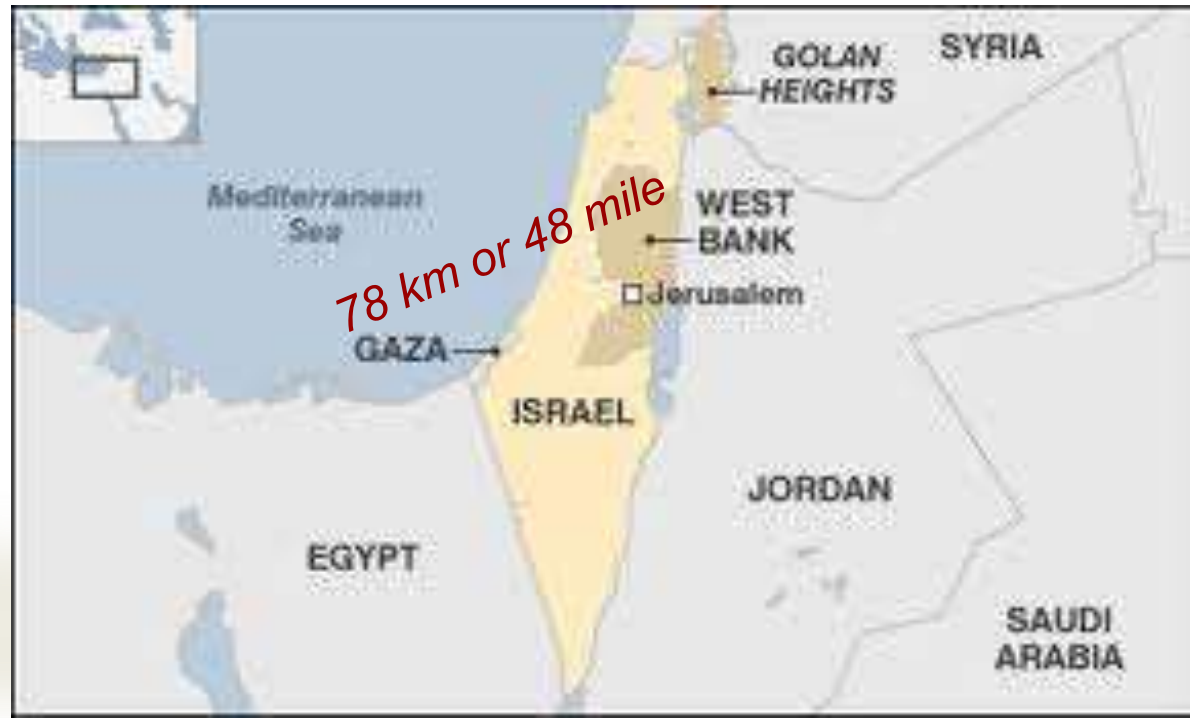 SYRIA
GOLAN
HEIGHTS
Mediterranean
Sea
78 km or 48 mile
WEST
BANK
Jerusalem
GAZA
ISRAEL
JORDAN
EGYPT
SAUDI
ARABIA